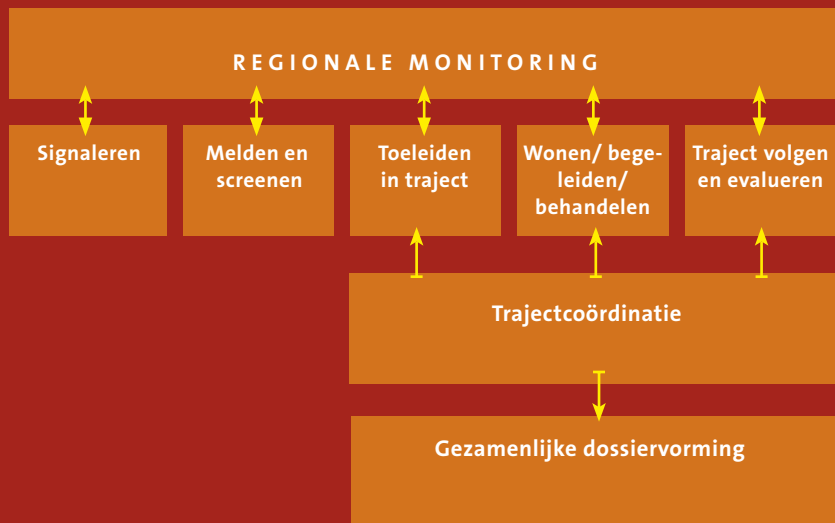 REGIONALE MONITORING
Signaleren
Melden en
screenen
Toeleiden
in traject
Wonen/ bege-
leiden/
behandelen
Traject volgen
en evalueren
Trajectcoördinatie
Gezamenlijke dossiervorming